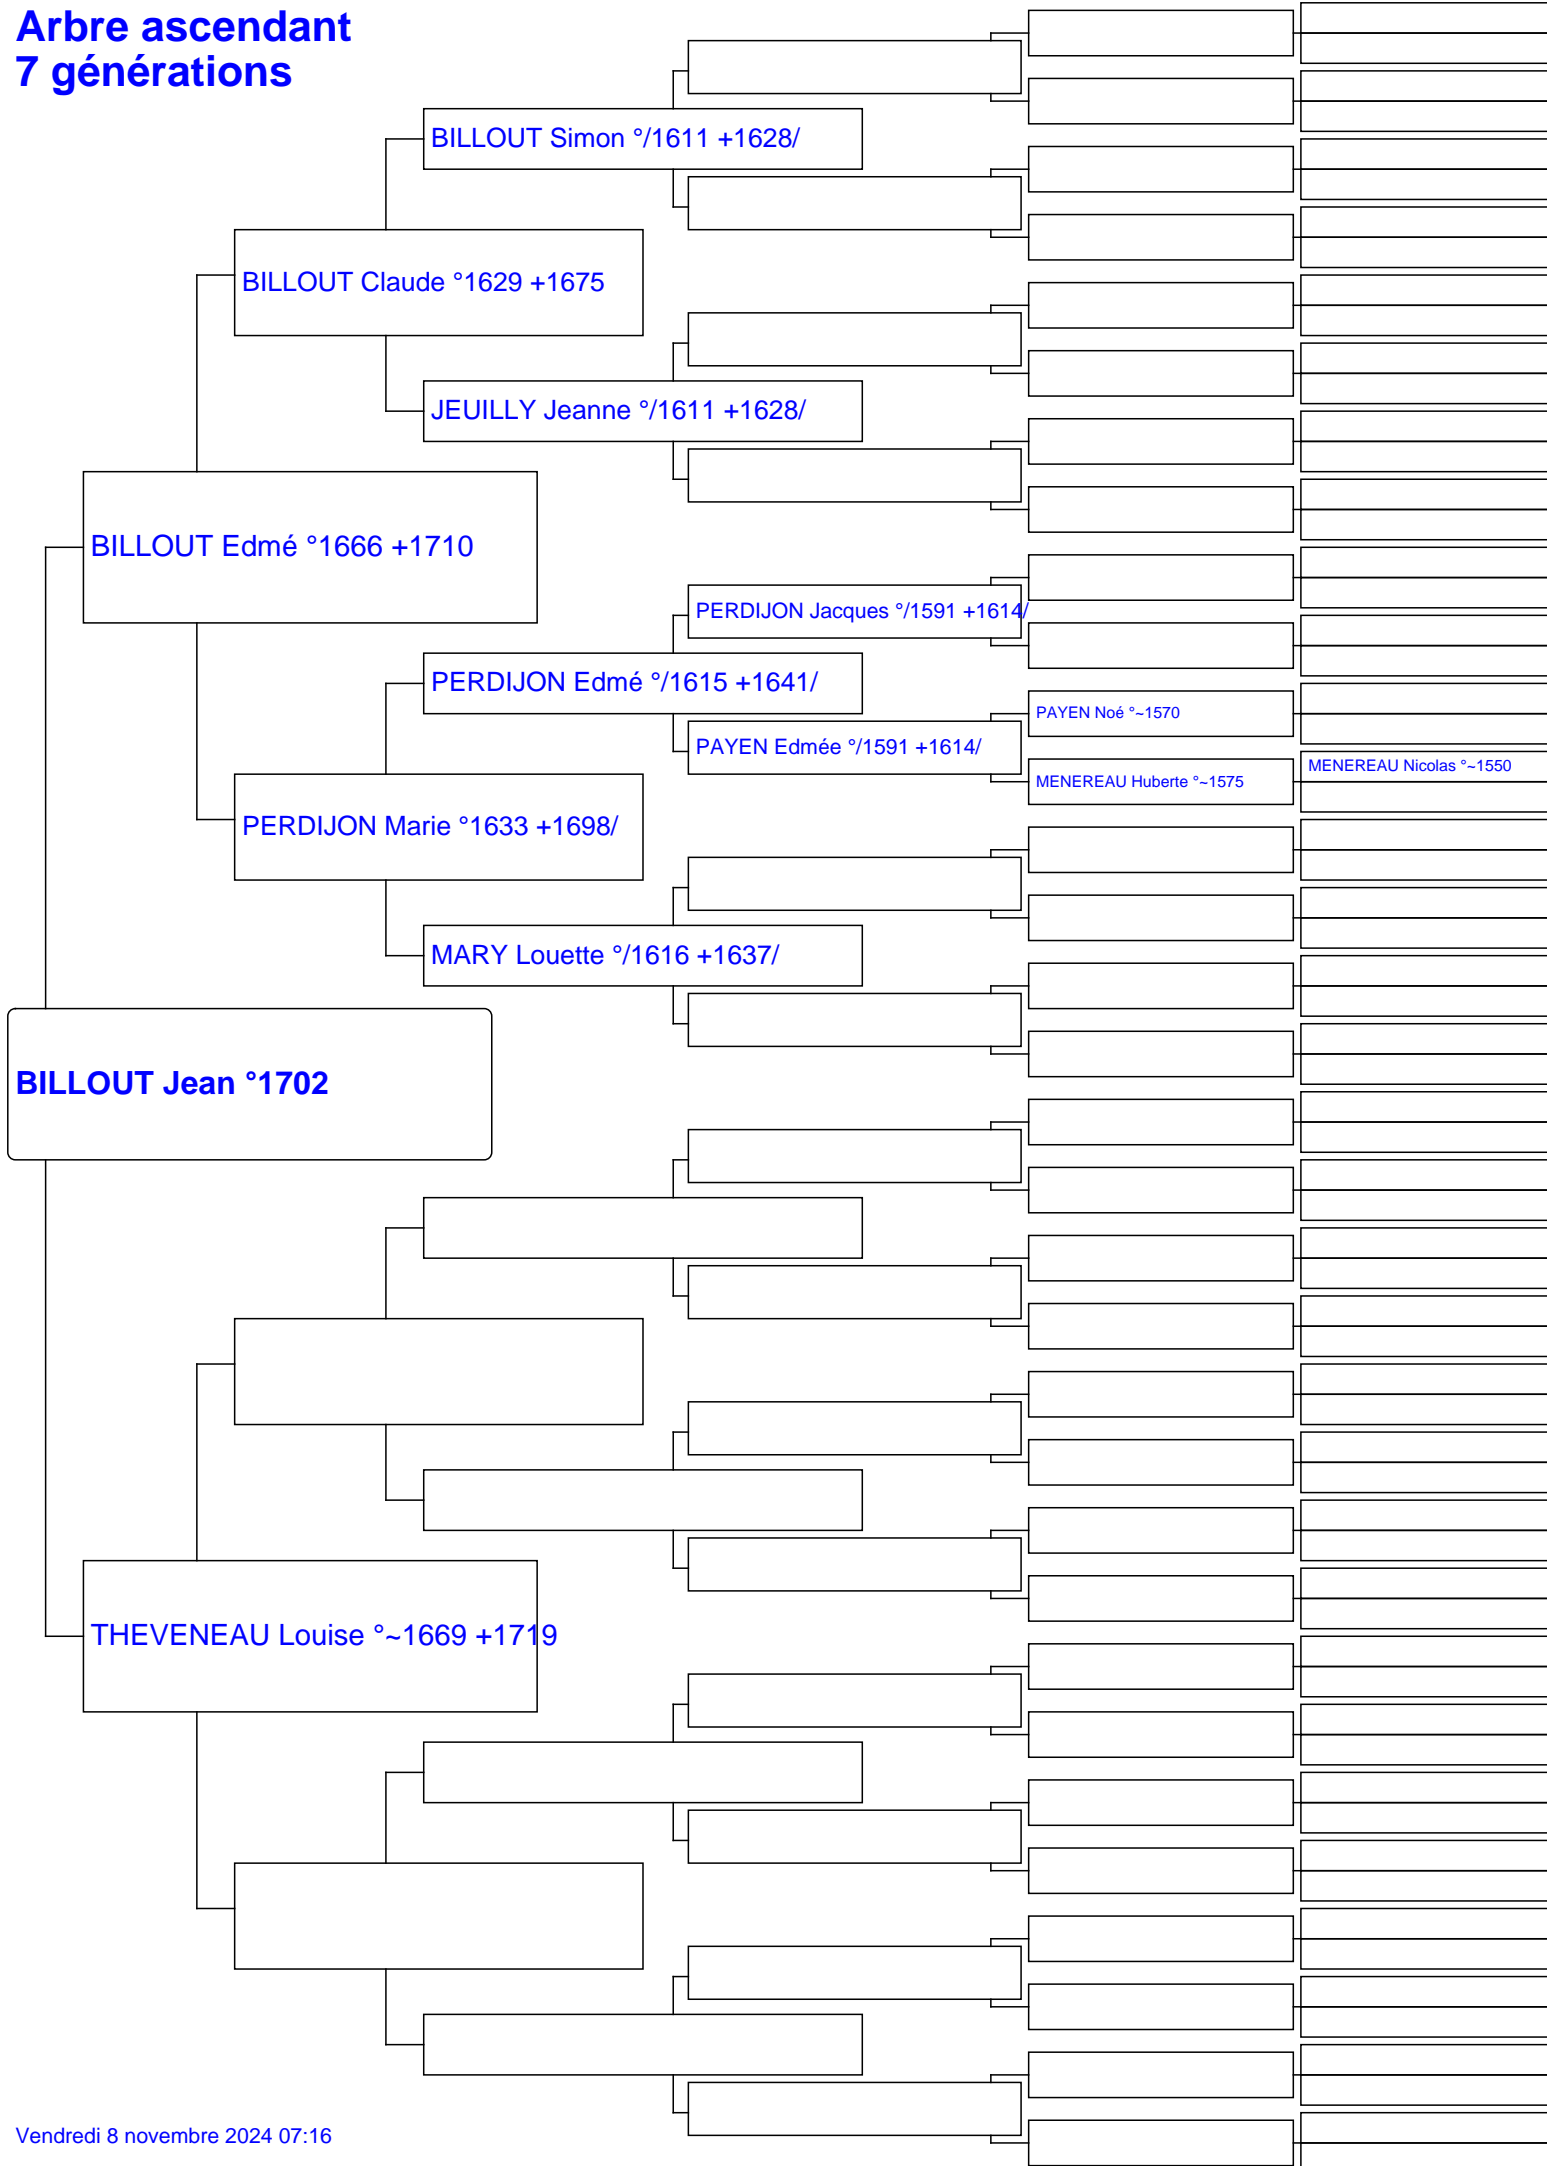 Arbre ascendant
7 générations
BILLOUT Simon °/1611 +1628/
BILLOUT Claude °1629 +1675
JEUILLY Jeanne °/1611 +1628/
BILLOUT Edmé °1666 +1710
PERDIJON Jacques °/1591 +1614/
PERDIJON Edmé °/1615 +1641/
PAYEN Noé °~1570
PAYEN Edmée °/1591 +1614/
MENEREAU Nicolas °~1550
MENEREAU Huberte °~1575
PERDIJON Marie °1633 +1698/
MARY Louette °/1616 +1637/
BILLOUT Jean °1702
THEVENEAU Louise °~1669 +1719
Vendredi 8 novembre 2024 07:16